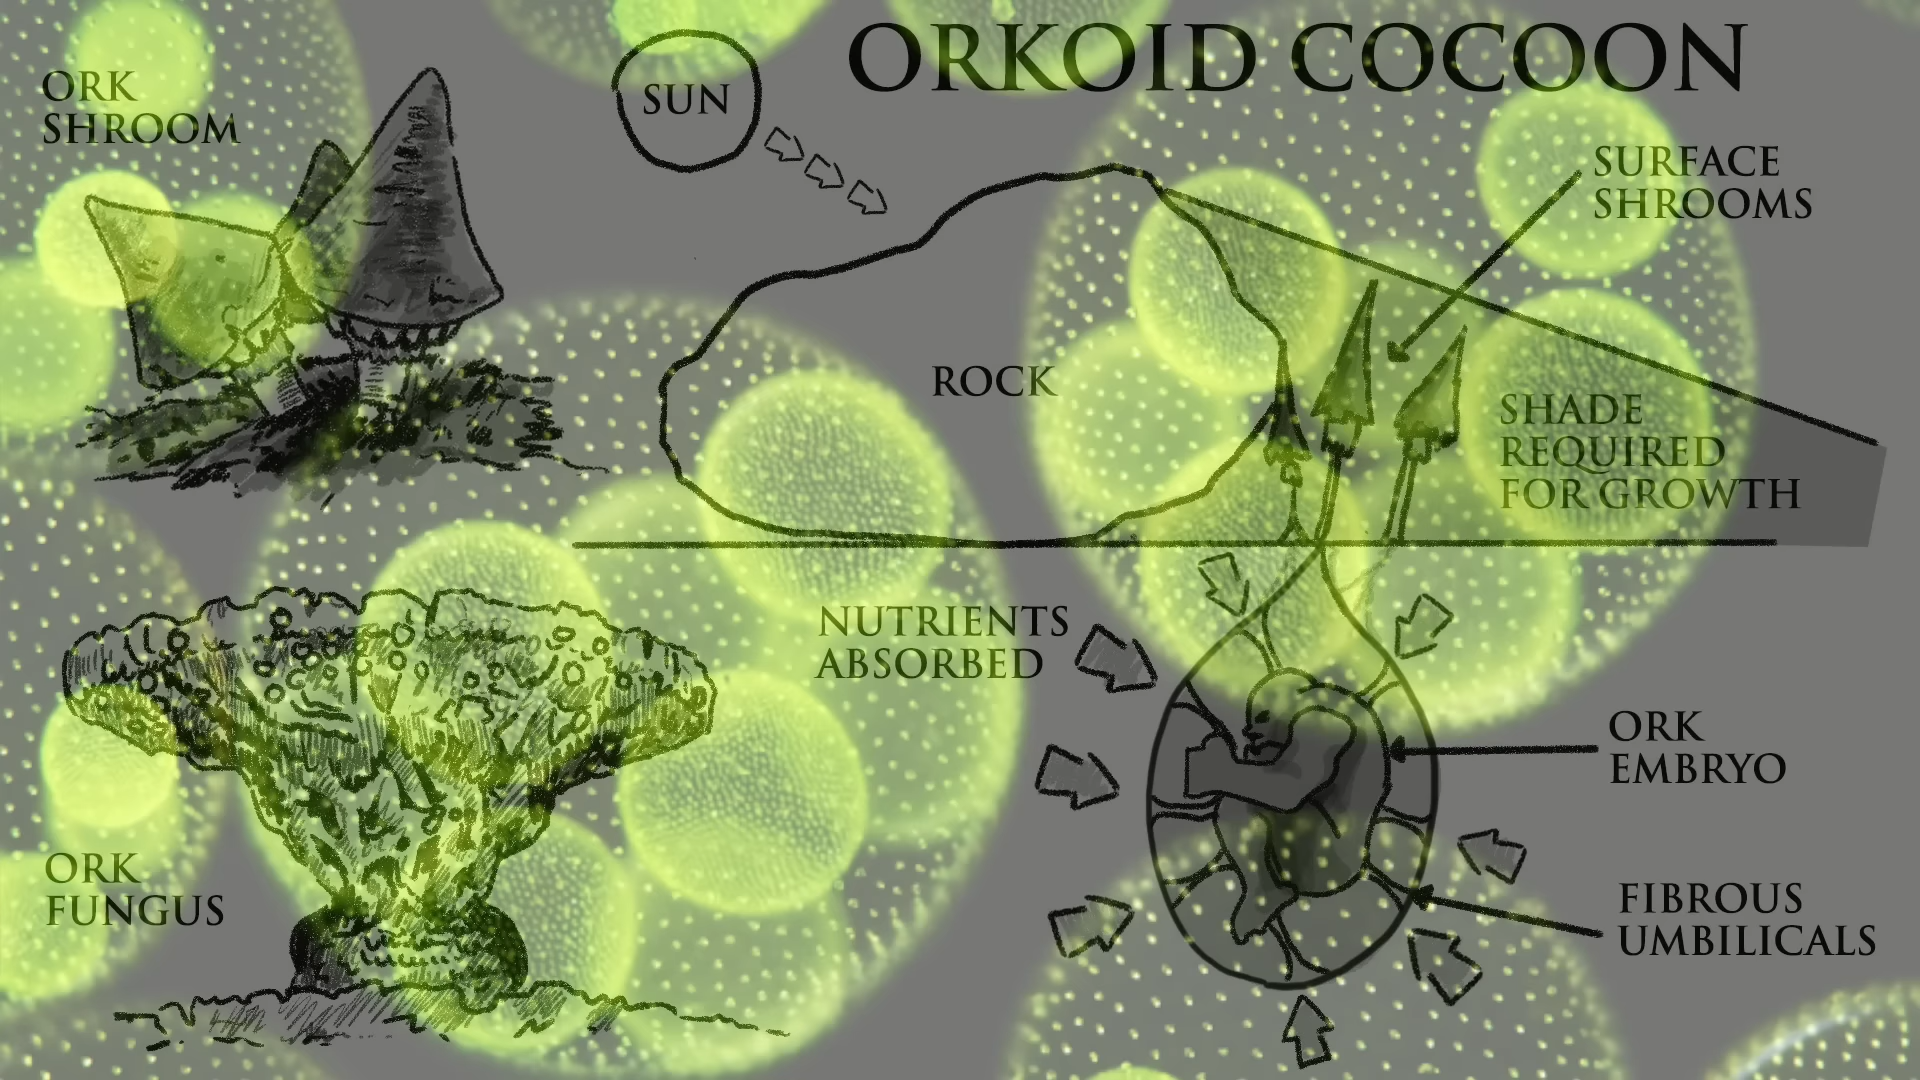 ORKOID COCOON
ORK
SHROOM
SUN
SURFACE
SHROOMS
ROCK
SHADE
REQUIRED
FOR GROWTH
NUTRIENTS
ABSORBED
ORK
EMBRYO
ORK
FUNGUS
FIBROUS
UMBILICALS